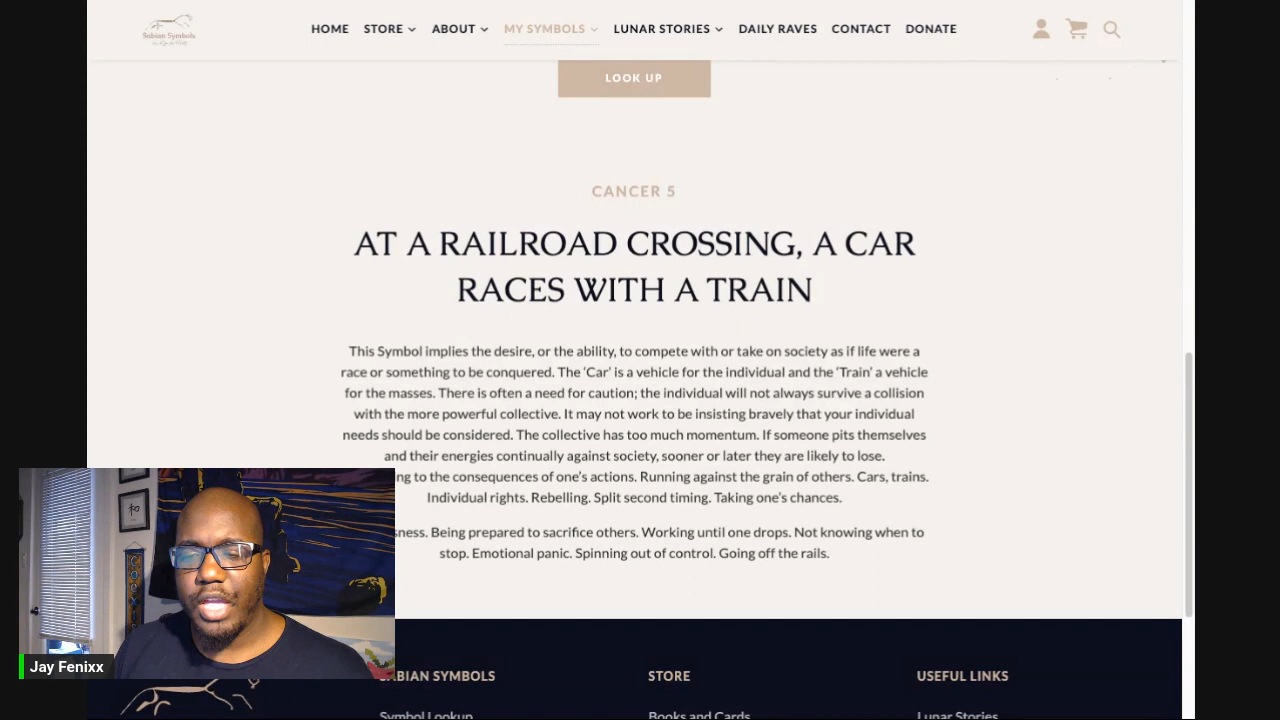 Sabian Symbols
HOME STORE ABOUT MY SYMBOLS LUNAR STORIES DAILY RAVES CONTACT DONATE
LOOK UP
CANCER 5
AT A RAILROAD CROSSING, A CAR
RACES WITH A TRAIN
This Symbol implies the desire, or the ability, to compete with or take on society as if life were a
race or something to be conquered. The ‘Car’ is a vehicle for the individual and the ‘Train’ a vehicle
for the masses. There is often a need for caution; the individual will not always survive a collision
with the more powerful collective. It may not work to be insisting bravely that your individual
needs should be considered. The collective has too much momentum. If someone pits themselves
and their energies continually against society, sooner or later they are likely to lose.
ng to the consequences of one’s actions. Running against the grain of others. Cars, trains.
Individual rights. Rebelling. Split second timing. Taking one’s chances.
sness. Being prepared to sacrifice others. Working until one drops. Not knowing when to
stop. Emotional panic. Spinning out of control. Going off the rails.
和
Jay Fenixx
SABIAN SYMBOLS STORE USEFUL LINKS
Symbol Lookup Books and Cards Lunar Stories